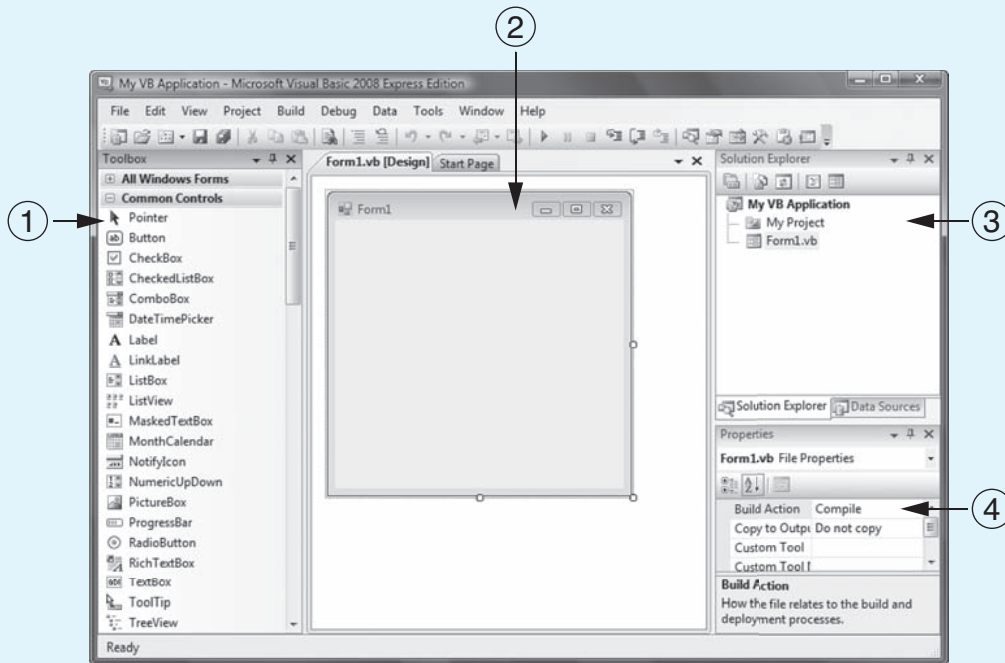 2
My VB Application - Microsoft Visual Basic 2008 Express Edition
File Edit View Project Build Debug Data Tools Window Help
Toolbox
All Windows Forms
Common Controls
1
Pointer
Button
CheckBox
CheckedListBox
ComboBox
DateTimePicker
Label
LinkLabel
ListBox
ListView
MaskedTextBox
MonthCalendar
NotifyIcon
NumericUpDown
PictureBox
ProgressBar
RadioButton
RichTextBox
TextBox
ToolTip
TreeView
Form1.vb [Design] Start Page
Form1
Solution Explorer
My VB Application
My Project
Form1.vb
3
Solution Explorer Data Sources
Properties
Form1.vb File Properties
Build Action Compile
4
Copy to Outpu Do not copy
Custom Tool
Custom Tool
Build Action
How the file relates to the build and
deployment processes.
Ready